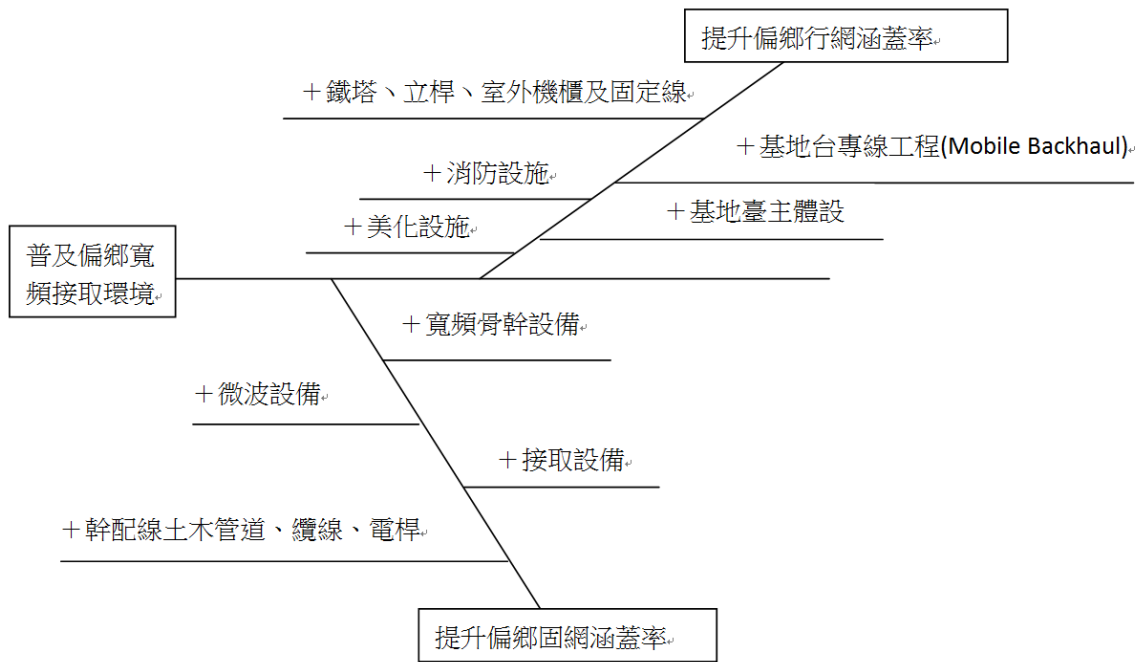 提升偏鄉行網涵蓋率
＋鐵塔、立桿、室外機櫃及固定線
＋基地台專線工程(Mobile Backhaul)
＋消防設施
＋基地臺主體設
＋美化設施
普及偏鄉寬
頻接取環境
＋寬頻骨幹設備
＋微波設備
＋接取設備
＋幹配線土木管道、纜線、電桿
提升偏鄉固網涵蓋率